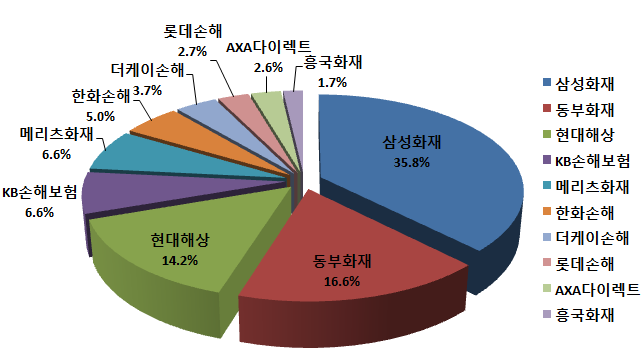 롯데손해
2.7%
AXA다이렉트
2.6%
흥국화재
1.7%
더케이손해
3.7%
한화손해
5.0%
메리츠화재
6.6%
KB손해보험
6.6%
현대해상
14.2%
동부화재
16.6%
삼성화재
35.8%
삼성화재
동부화재
현대해상
KB손해보험
메리츠화재
한화손해
더케이손해
롯데손해
AXA다이렉트
흥국화재